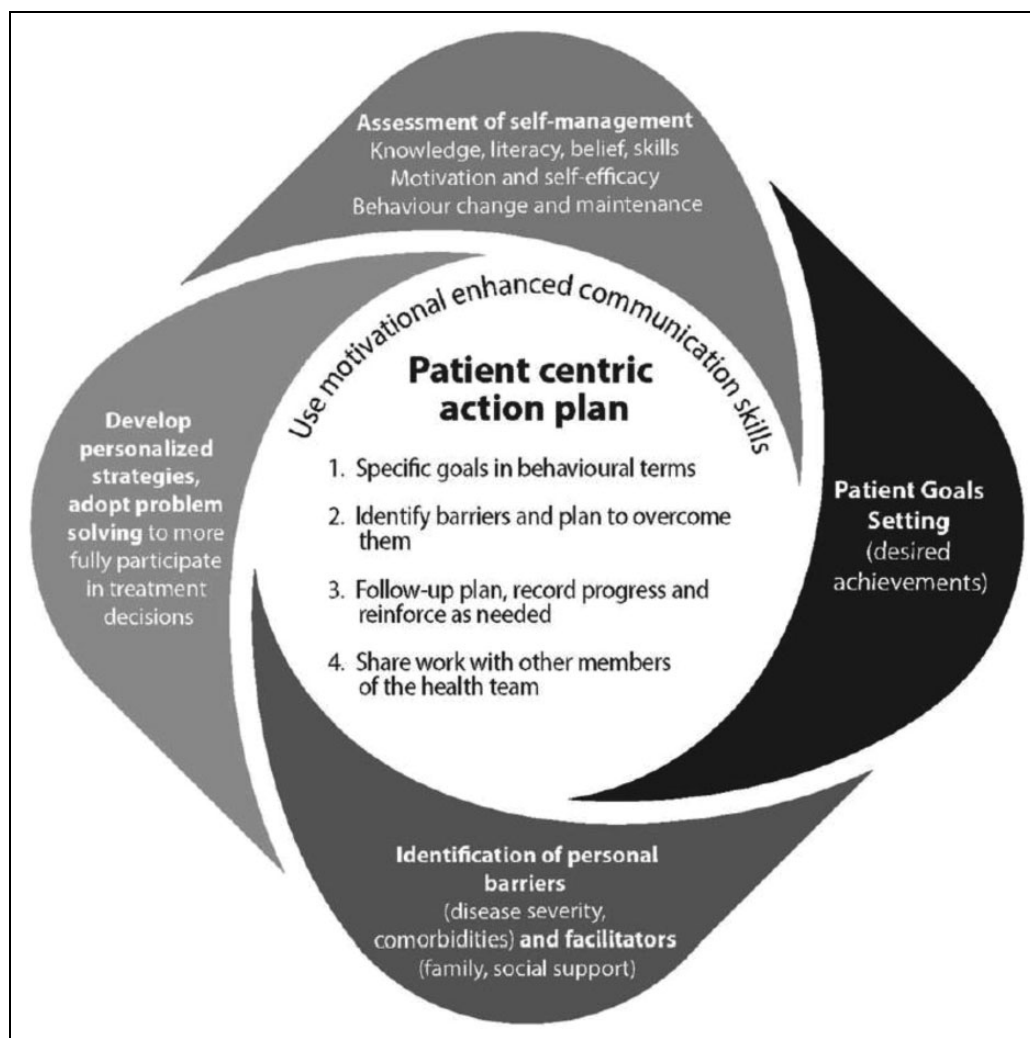 Assessment of self-management
Knowledge, literacy, belief, skills
Motivation and self-efficacy
Behaviour change and maintenance
Use motivational enhanced communication skills
Patient centric
action plan
1. Specific goals in behavioural terms
2. Identify barriers and plan to overcome
them
3. Follow-up plan, record progress and
reinforce as needed
4. Share work with other members
of the health team
Patient Goals
Setting
(desired
achievements)
Identification of personal
barriers
(disease severity,
comorbidities) and facilitators
(family, social support)
Develop
personalized
strategies,
adopt problem
solving to more
fully participate
in treatment
decisions